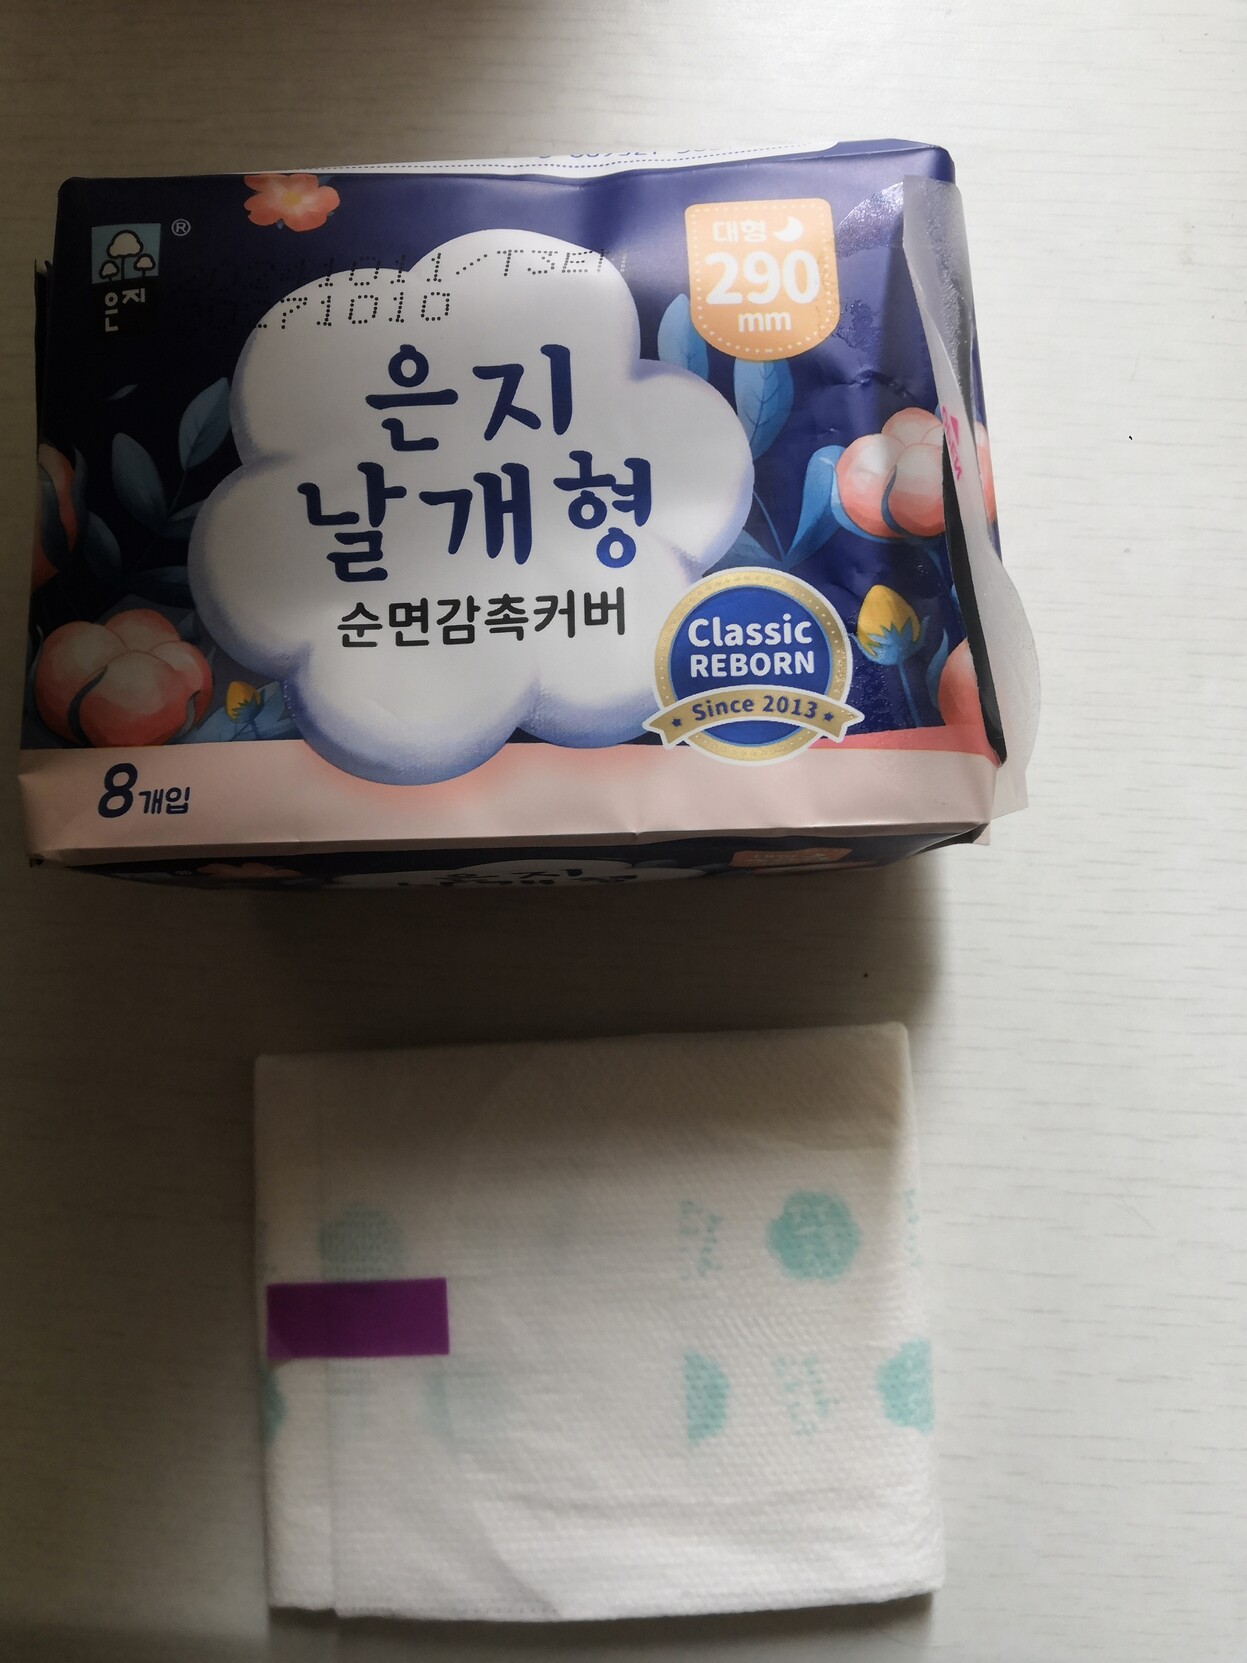 은지
®
대형
290
mm
271010
은지
날개형
순면감촉커버
Classic
REBORN
Since 2013
8개입